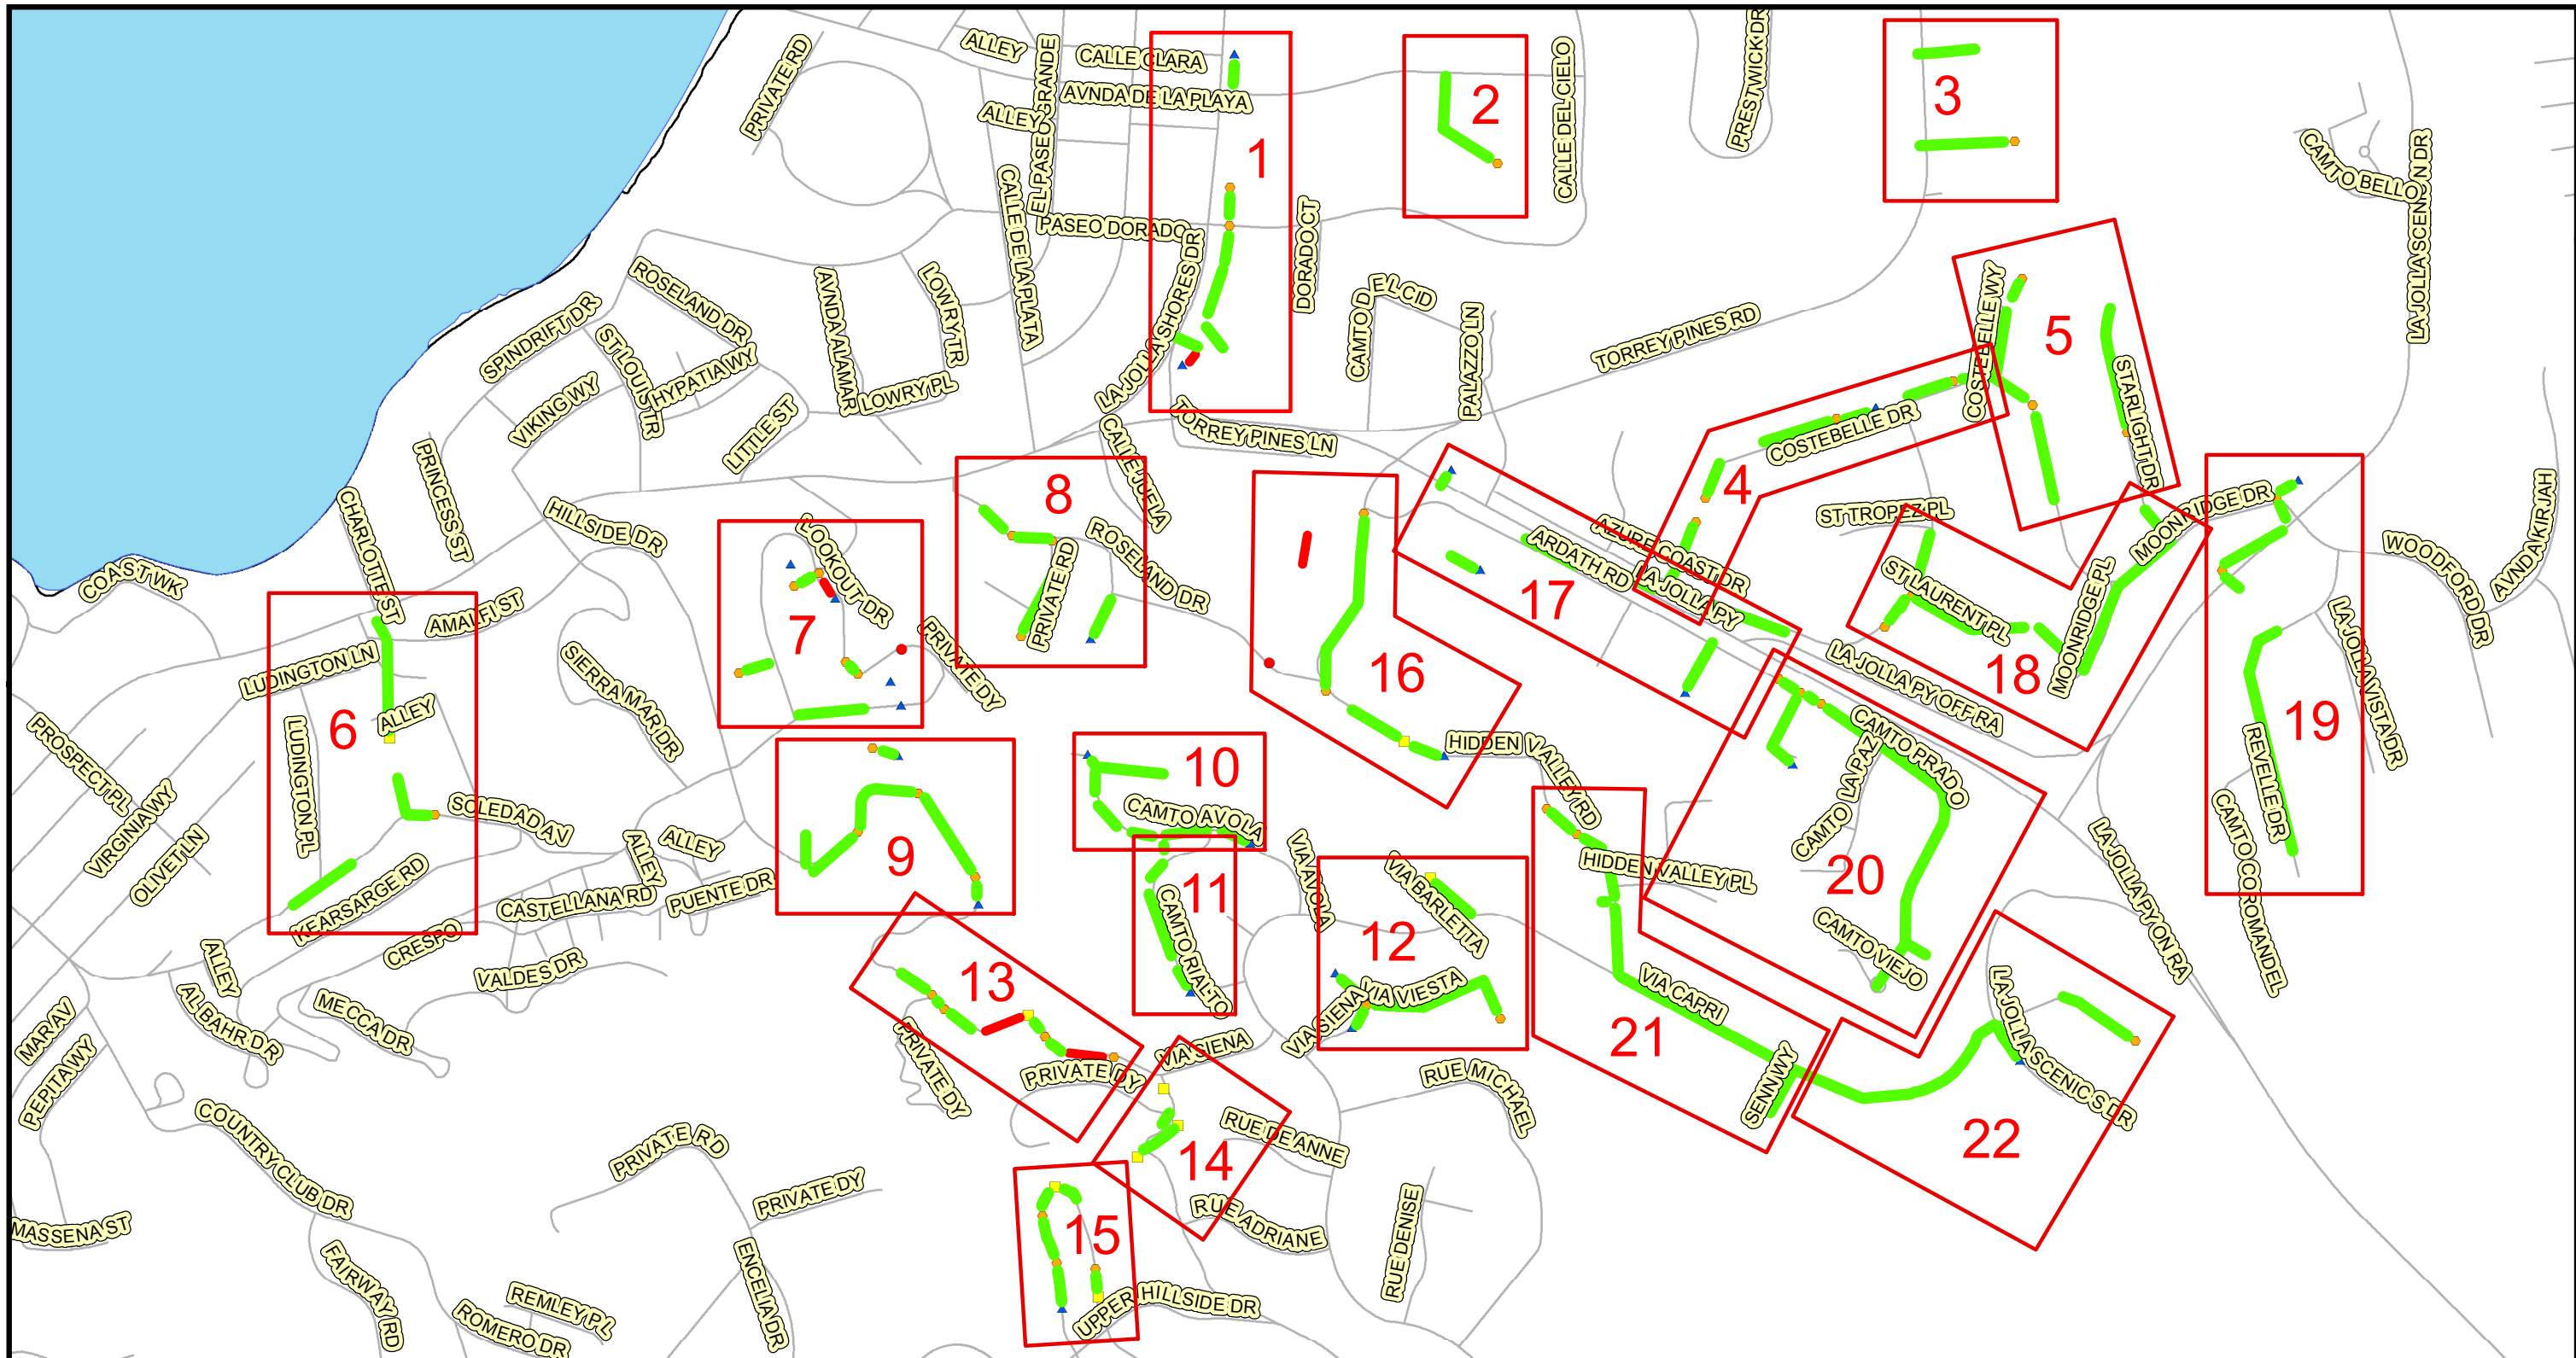 PRIVATE RD
ALLEY
CALLE CLARA
EL PASEO GRANDE
AVNDA DE LA PLAYA
ALLEY
1
2
CALLE DEL CIELO
PRESTWICK DR
3
CAMTO BELLO
LA JOLLA SCENIC N DR
CALLE DE LA PLATA
PASEO DORADO
DORADO CT
LA JOLLA SHORES DR
ROSELAND DR
AVNDA ALAMAR
LOWRY TR
SPINDRIFT DR
ST LOUIS TR
HYPATIA WY
VIKING WY
LOWRY PL
LITTLE ST
CAMTO D
EL CID
PALAZZO LN
TORREY PINES RD
COSTEBELLE WY
5
STARLIGHT DR
COSTEBELLE DR
4
TORREY PINES LN
CALLEJUELA
PRINCESS ST
CHARLOTTE ST
HILLSIDE DR
8
ROSELAND DR
PRIVATE RD
LOOKOUT DR
7
PRIVATE DY
COAST WK
AMALFI ST
LUDINGTON LN
SIERRA MAR DR
ALLEY
6
LUDINGTON PL
PROSPECT PL
VIRGINIA WY
OLIVET LN
SOLEDAD AV
KEARSARGE RD
AZURE COAST DR
ARDATH RD
LA JOLLA PY
17
16
ST TROPEZ PL
MOONRIDGE DR
ST LAURENT PL
MOONRIDGE PL
18
LA JOLLA PY OFF RA
WOODFORD DR
AVNDA KIRJAH
LA JOLLA VISTA DR
19
REVELLE DR
CAMTO COROMANDEL
HIDDEN VALLEY RD
CAMTO PRADO
CAMTO LA PAZ
20
HIDDEN VALLEY PL
CAMTO VIEJO
LA JOLLA PY ON RA
10
CAMTO AVOLA
VIA AVOLA
11
CAMTO RIALTO
9
ALLEY
ALLEY
CASTELLANA RD
PUENTE DR
CRESPO
VALDES DR
ALLEY
AL BAHR DR
MECCA DR
MAR AV
PEPITA WY
VIA BARLETTA
12
VIA VIESTA
VIA SIENA
21
VIA CAPRI
SENN WY
LA JOLLA SCENIC S DR
22
13
PRIVATE DY
PRIVATE DY
VIA SIENA
14
RUE DE ANNE
RUE MICHAEL
RUE ADRIANE
RUE DENISE
15
UPPER HILLSIDE DR
COUNTRY CLUB DR
PRIVATE RD
PRIVATE DY
MASSENA ST
FAIRWAY RD
ROMERO DR
REMLEY PL
ENCELIA DR